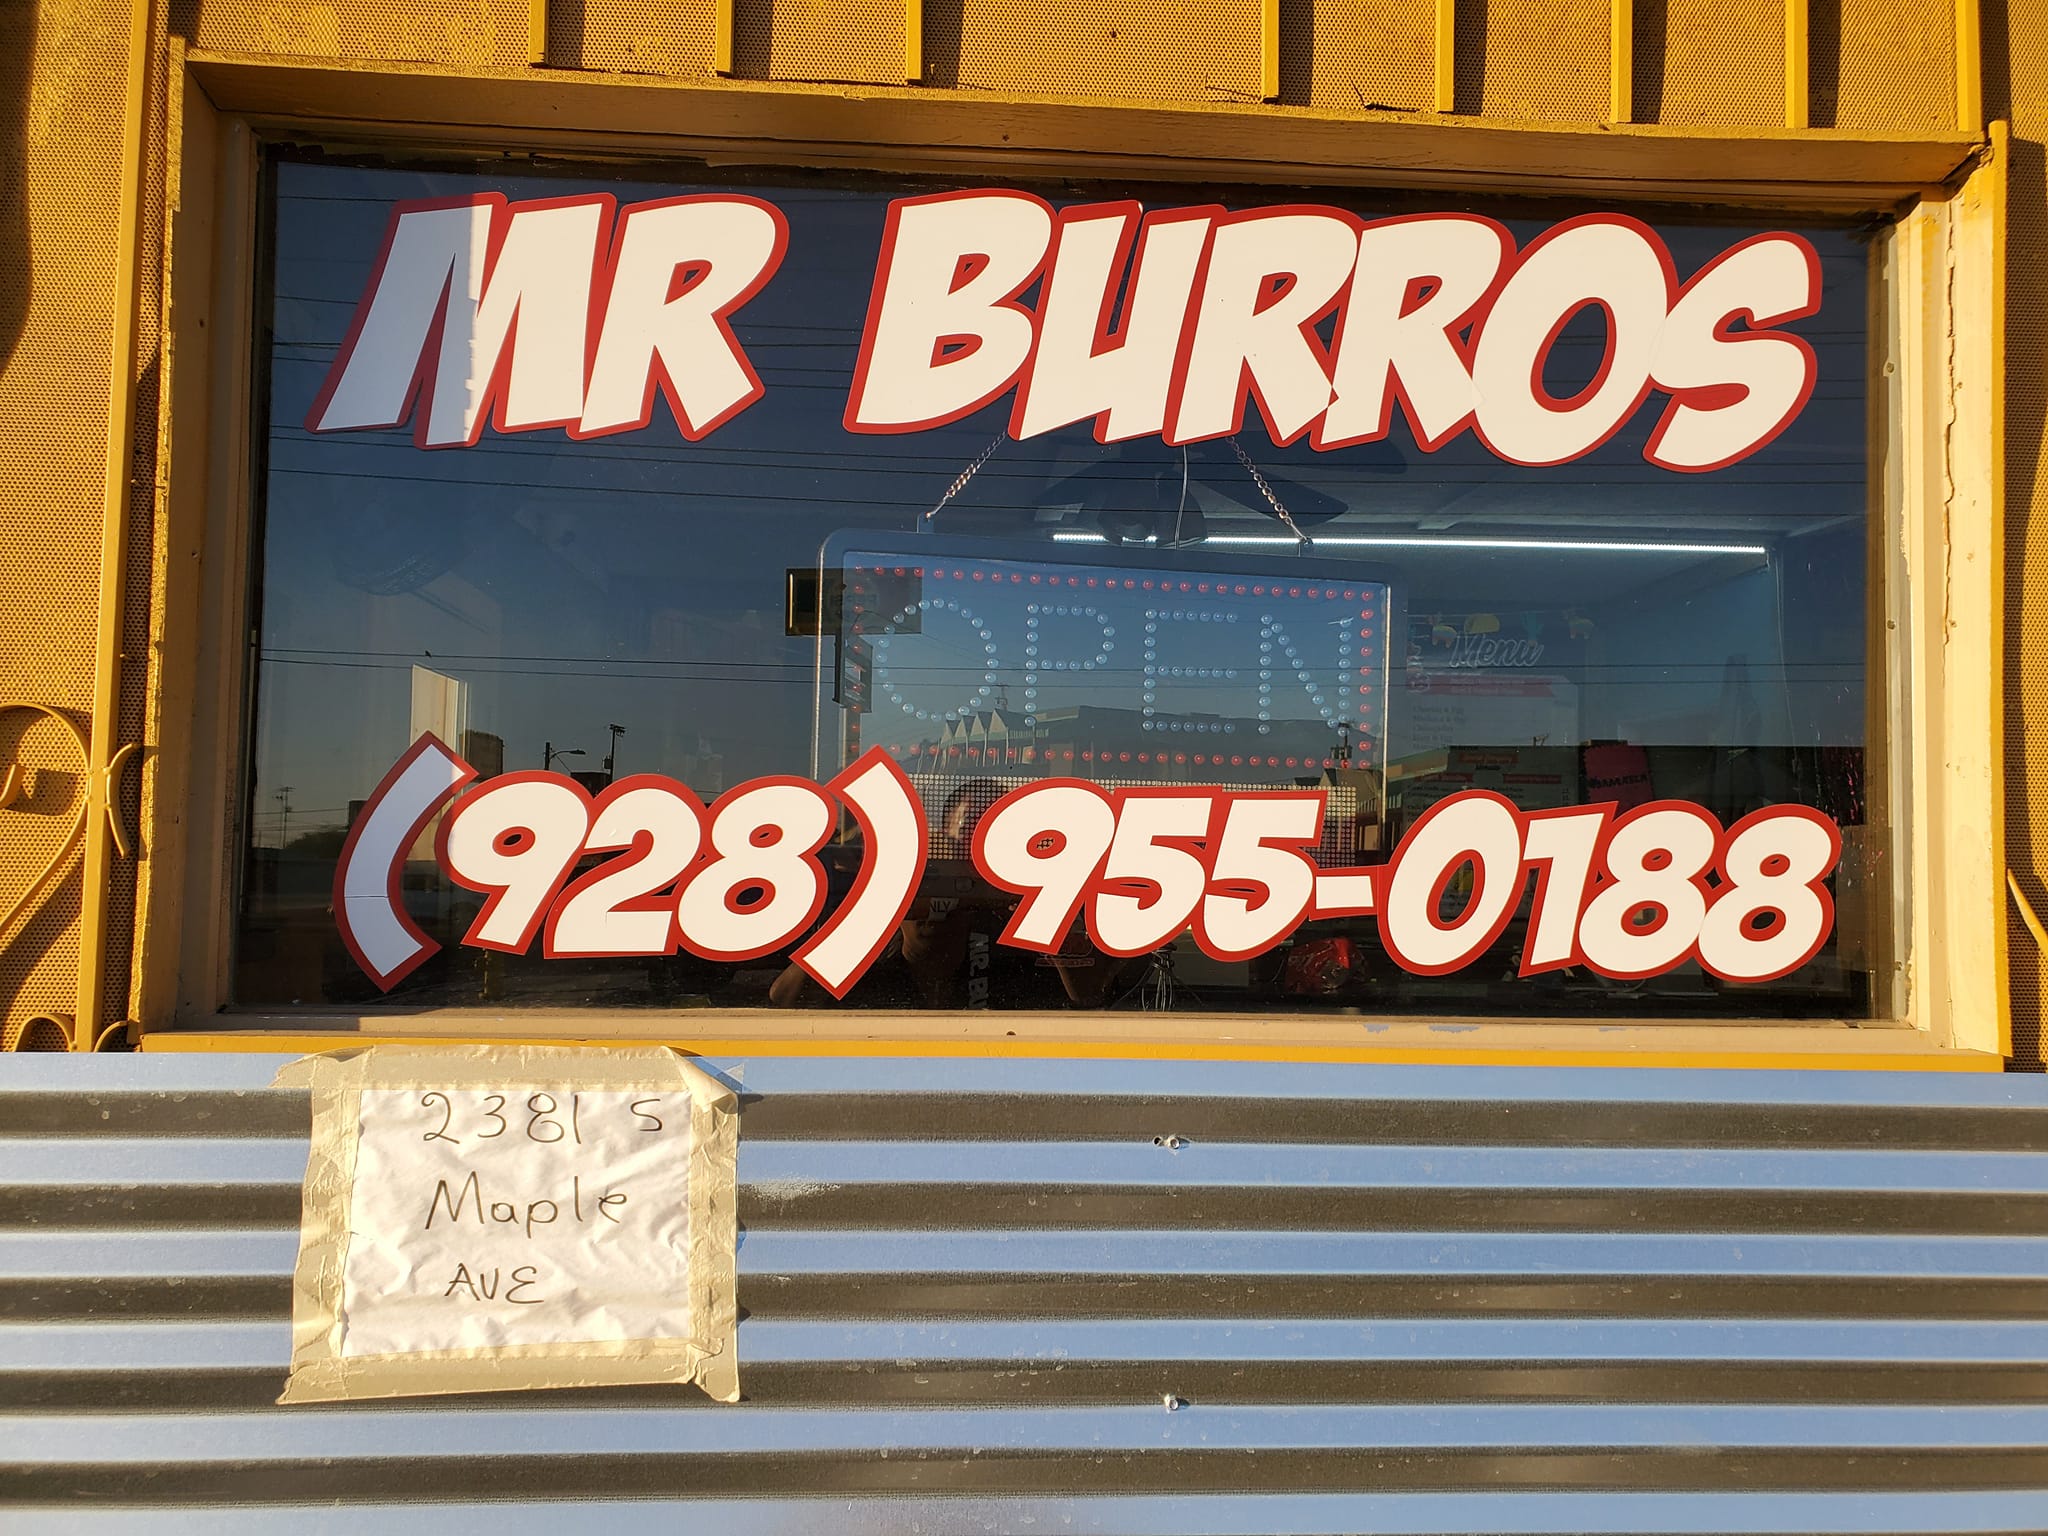 MR BURROS
OPEN
Menu
(928) 955-0188
2381 S
Maple
AVE